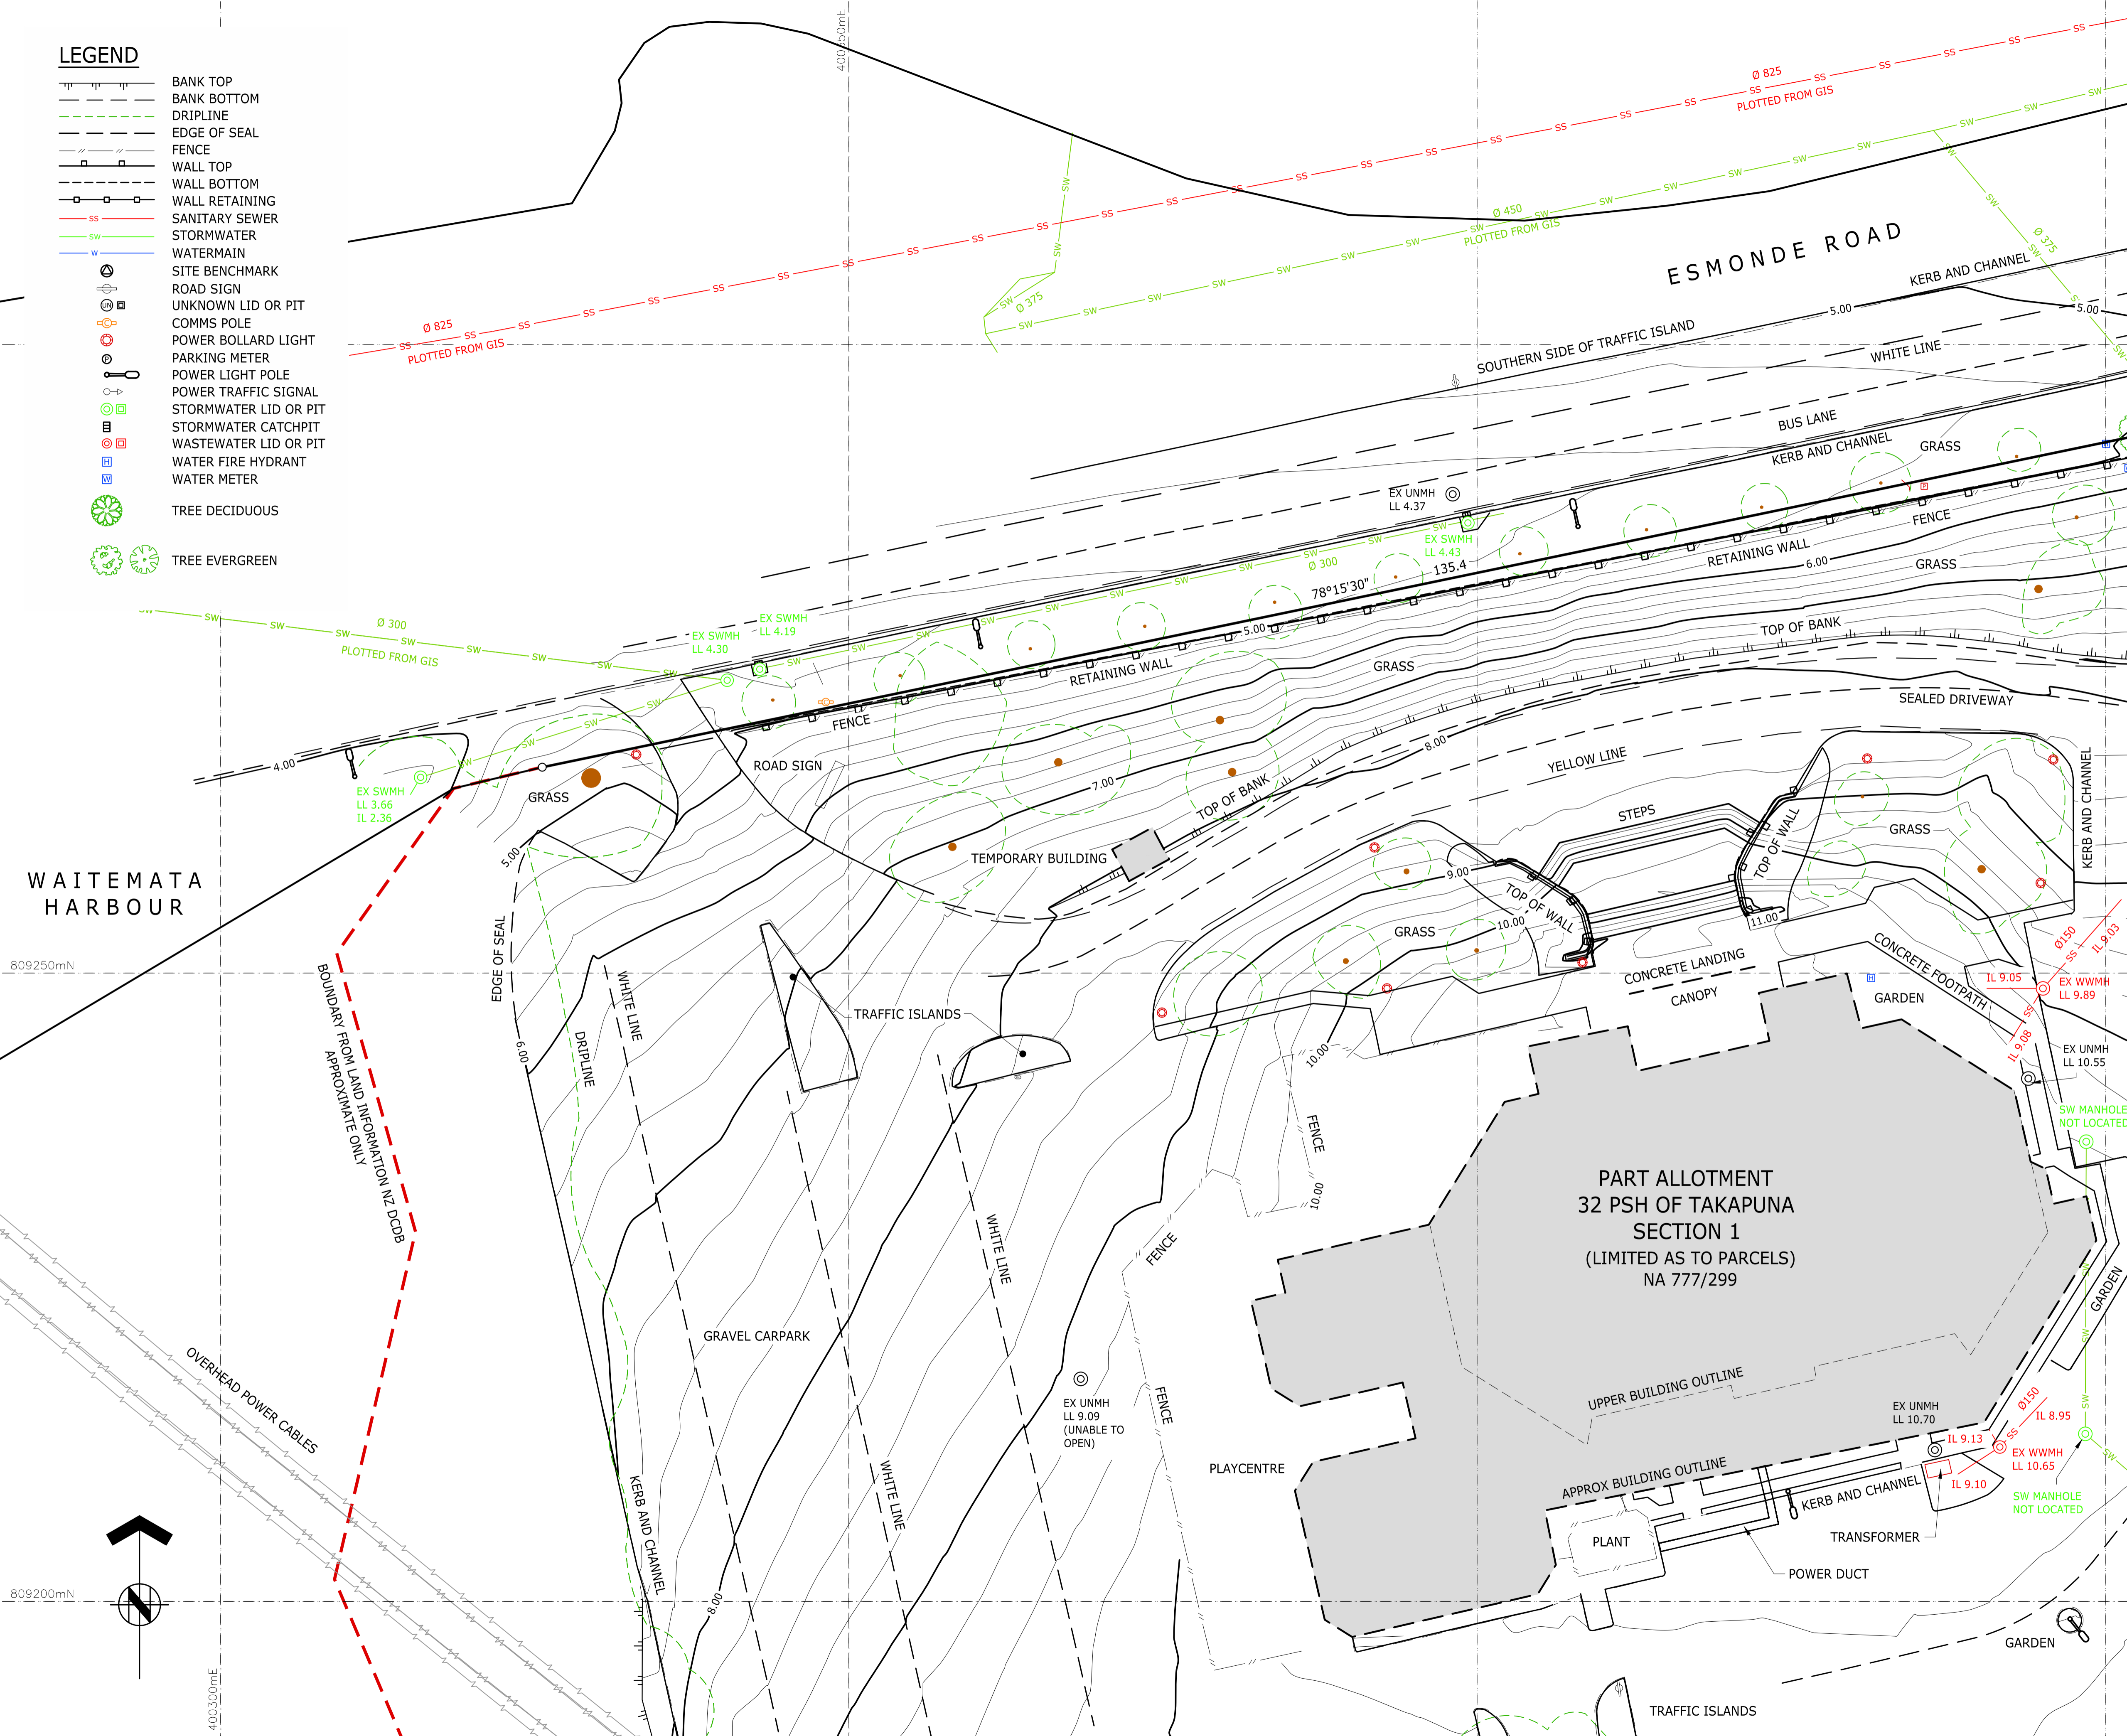 LEGEND
BANK TOP
BANK BOTTOM
DRIPLINE
EDGE OF SEAL
FENCE
WALL TOP
WALL BOTTOM
WALL RETAINING
SS
SANITARY SEWER
SW
STORMWATER
W
WATERMAIN
SITE BENCHMARK
ROAD SIGN
UN
UNKNOWN LID OR PIT
C
COMMS POLE
POWER BOLLARD LIGHT
P
PARKING METER
POWER LIGHT POLE
POWER TRAFFIC SIGNAL
STORMWATER LID OR PIT
STORMWATER CATCHPIT
WASTEWATER LID OR PIT
H
WATER FIRE HYDRANT
W
WATER METER
TREE DECIDUOUS
TREE EVERGREEN
400350mE
Ø 825
PLOTTED FROM GIS
Ø 825
PLOTTED FROM GIS
Ø 450
PLOTTED FROM GIS
Ø 375
Ø 375
ESMONDE ROAD
KERB AND CHANNEL
5.00
5.00
SOUTHERN SIDE OF TRAFFIC ISLAND
WHITE LINE
BUS LANE
KERB AND CHANNEL
GRASS
EX UNMH
LL 4.37
EX SWMH
LL 4.43
Ø 300
78°15'30"
135.4
FENCE
RETAINING WALL
6.00
GRASS
TOP OF BANK
Ø 300
PLOTTED FROM GIS
EX SWMH
LL 4.30
EX SWMH
LL 4.19
5.00
RETAINING WALL
GRASS
FENCE
SEALED DRIVEWAY
4.00
ROAD SIGN
GRASS
EX SWMH
LL 3.66
IL 2.36
7.00
8.00
TOP OF BANK
YELLOW LINE
KERB AND CHANNEL
STEPS
TOP OF WALL
GRASS
5.00
TEMPORARY BUILDING
9.00
TOP OF WALL
10.00
GRASS
11.00
WAITEMATA
HARBOUR
EDGE OF SEAL
809250mN
WHITE LINE
CONCRETE LANDING
CANOPY
CONCRETE FOOTPATH
H
GARDEN
Ø150
IL 9.03
IL 9.05
EX WWMH
LL 9.89
IL 9.08
TRAFFIC ISLANDS
6.00
DRIPLINE
10.00
EX UNMH
LL 10.55
BOUNDARY FROM LAND INFORMATION NZ DCDB
APPROXIMATE ONLY
FENCE
10.00
SW MANHOLE
NOT LOCATED
PART ALLOTMENT
32 PSH OF TAKAPUNA
SECTION 1
(LIMITED AS TO PARCELS)
NA 777/299
WHITE LINE
FENCE
GARDEN
GRAVEL CARPARK
OVERHEAD POWER CABLES
EX UNMH
LL 9.09
(UNABLE TO
OPEN)
FENCE
UPPER BUILDING OUTLINE
EX UNMH
LL 10.70
Ø150
IL 8.95
IL 9.13
EX WWMH
LL 10.65
IL 9.10
PLAYCENTRE
APPROX BUILDING OUTLINE
WHITE LINE
KERB AND CHANNEL
KERB AND CHANNEL
SW MANHOLE
NOT LOCATED
TRANSFORMER
PLANT
POWER DUCT
809200mN
8.00
N
GARDEN
400300mE
TRAFFIC ISLANDS